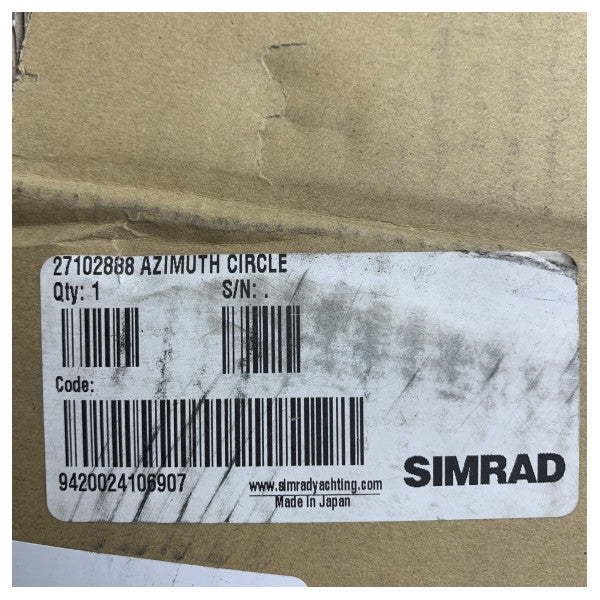 27102888 AZIMUTH CIRCLE
Qty: 1 S/N: .
Code:
9420024106907
www.simradyachting.com
Made In Japan
SIMRAD